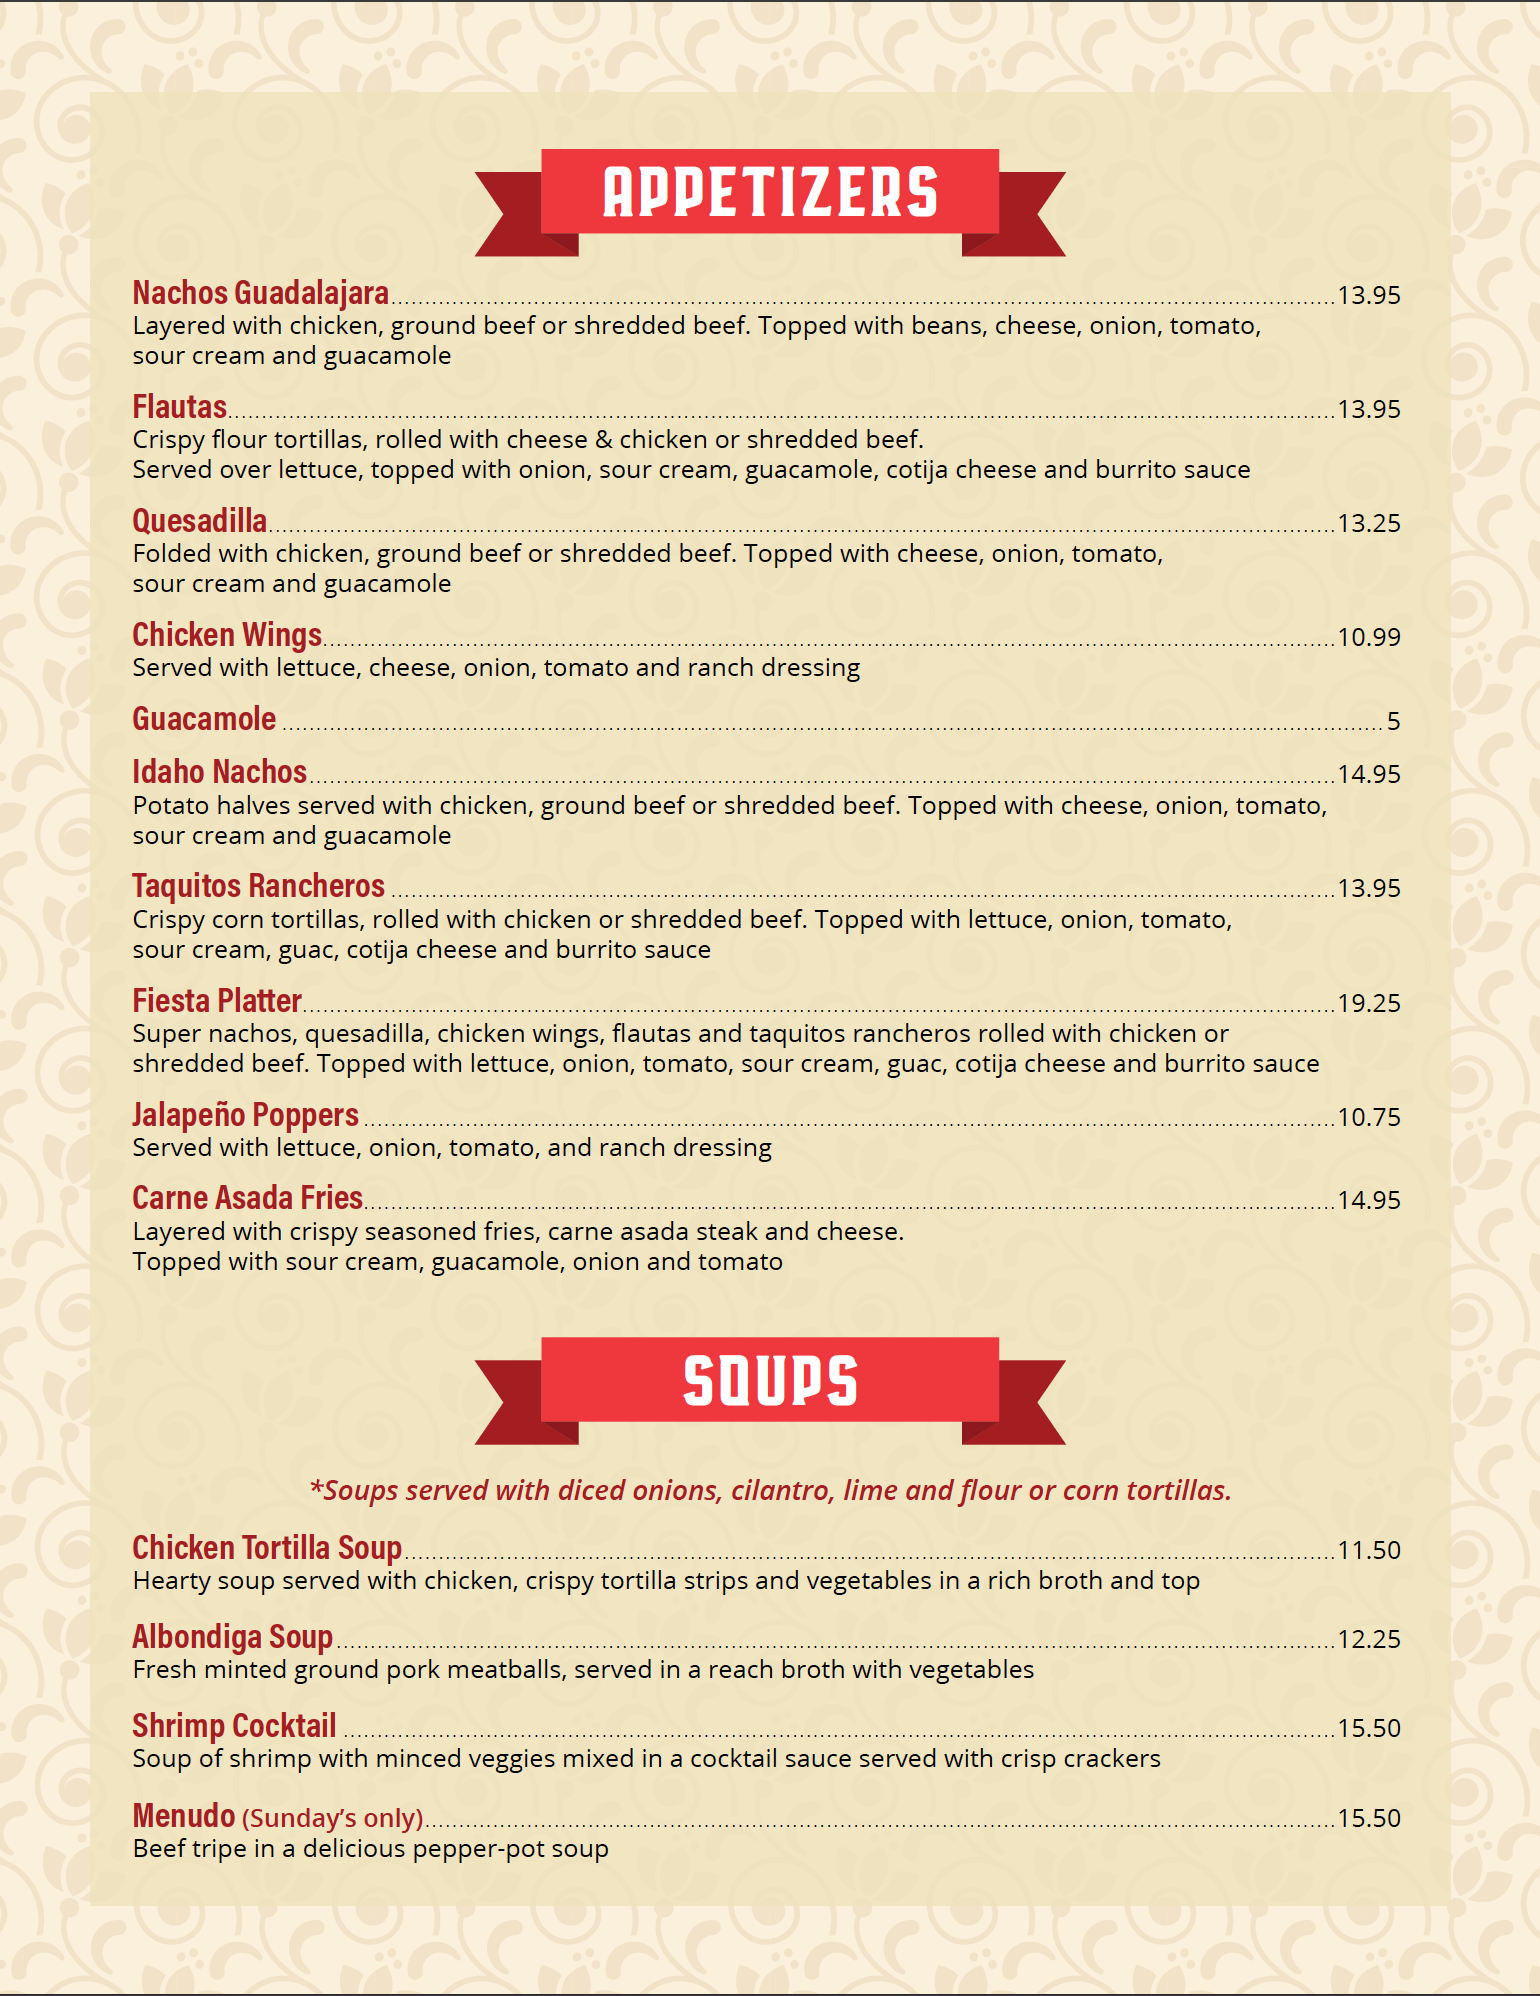 APPETIZERS
Nachos Guadalajara 13.95
Layered with chicken, ground beef or shredded beef. Topped with beans, cheese, onion, tomato,
sour cream and guacamole
Flautas 13.95
Crispy flour tortillas, rolled with cheese & chicken or shredded beef.
Served over lettuce, topped with onion, sour cream, guacamole, cotija cheese and burrito sauce
Quesadilla 13.25
Folded with chicken, ground beef or shredded beef. Topped with cheese, onion, tomato,
sour cream and guacamole
Chicken Wings 10.99
Served with lettuce, cheese, onion, tomato and ranch dressing
Guacamole 5
Idaho Nachos 14.95
Potato halves served with chicken, ground beef or shredded beef. Topped with cheese, onion, tomato,
sour cream and guacamole
Taquitos Rancheros 13.95
Crispy corn tortillas, rolled with chicken or shredded beef. Topped with lettuce, onion, tomato,
sour cream, guac, cotija cheese and burrito sauce
Fiesta Platter 19.25
Super nachos, quesadilla, chicken wings, flautas and taquitos rancheros rolled with chicken or
shredded beef. Topped with lettuce, onion, tomato, sour cream, guac, cotija cheese and burrito sauce
Jalapeño Poppers 10.75
Served with lettuce, onion, tomato, and ranch dressing
Carne Asada Fries 14.95
Layered with crispy seasoned fries, carne asada steak and cheese.
Topped with sour cream, guacamole, onion and tomato
SOUPS
*Soups served with diced onions, cilantro, lime and flour or corn tortillas.
Chicken Tortilla Soup 11.50
Hearty soup served with chicken, crispy tortilla strips and vegetables in a rich broth and top
Albondiga Soup 12.25
Fresh minted ground pork meatballs, served in a reach broth with vegetables
Shrimp Cocktail 15.50
Soup of shrimp with minced veggies mixed in a cocktail sauce served with crisp crackers
Menudo (Sunday’s only) 15.50
Beef tripe in a delicious pepper-pot soup